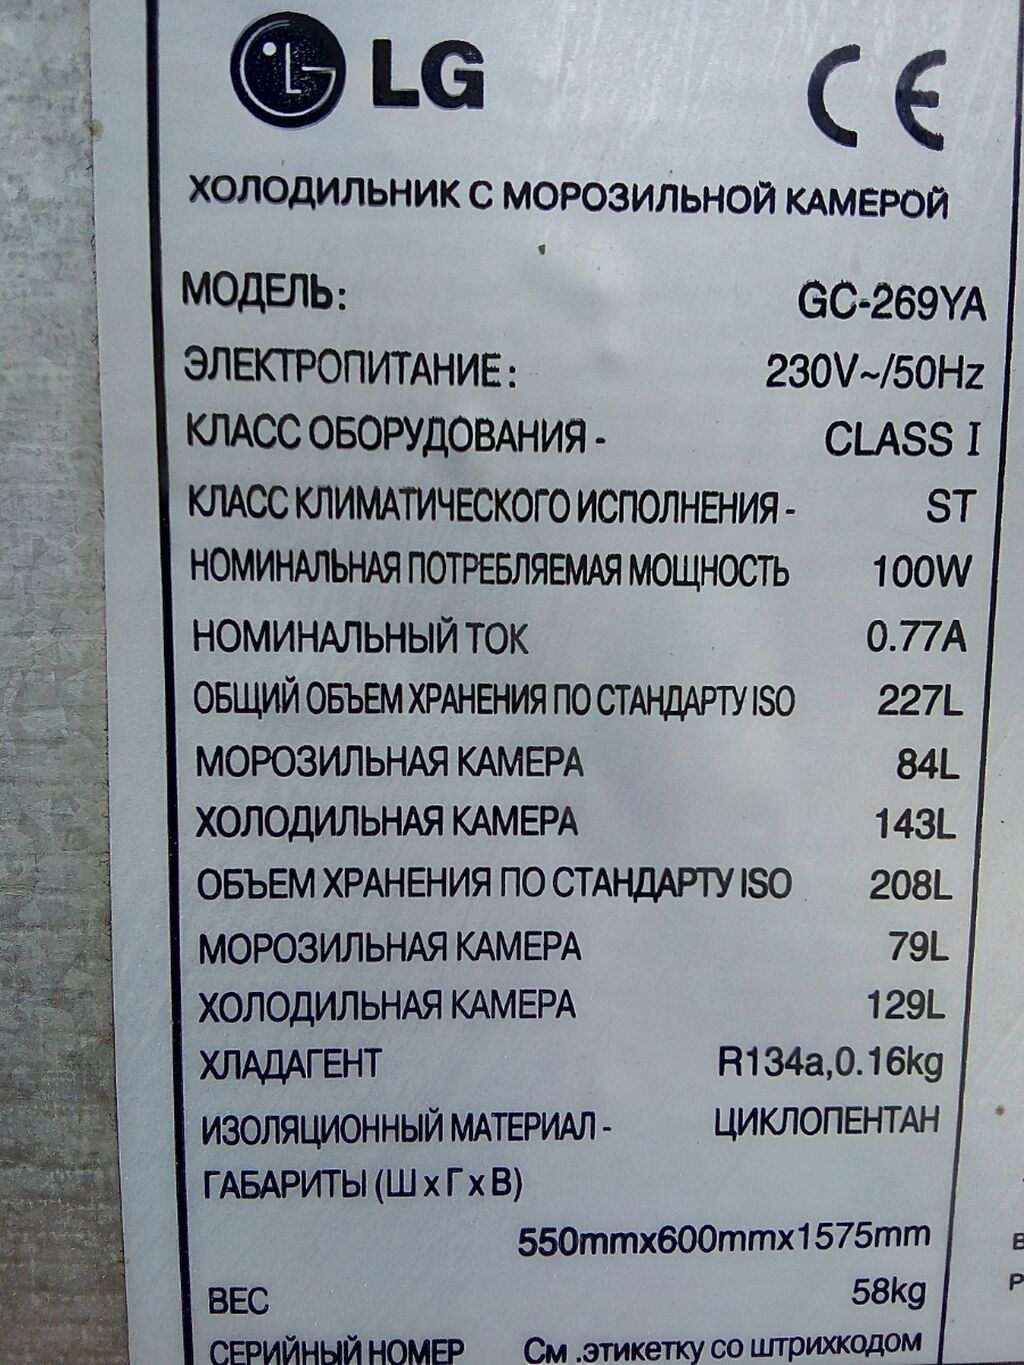 LG CE
ХОЛОДИЛЬНИК С МОРОЗИЛЬНОЙ КАМЕРОЙ
МОДЕЛЬ: GC-269YA
ЭЛЕКТРОПИТАНИЕ: 230V~/50Hz
КЛАСС ОБОРУДОВАНИЯ - CLASS I
КЛАСС КЛИМАТИЧЕСКОГО ИСПОЛНЕНИЯ - ST
НОМИНАЛЬНАЯ ПОТРЕБЛЯЕМАЯ МОЩНОСТЬ 100W
НОМИНАЛЬНЫЙ ТОК 0.77A
ОБЩИЙ ОБЪЕМ ХРАНЕНИЯ ПО СТАНДАРТУ ISO 227L
МОРОЗИЛЬНАЯ КАМЕРА 84L
ХОЛОДИЛЬНАЯ КАМЕРА 143L
ОБЪЕМ ХРАНЕНИЯ ПО СТАНДАРТУ ISO 208L
МОРОЗИЛЬНАЯ КАМЕРА 79L
ХОЛОДИЛЬНАЯ КАМЕРА 129L
ХЛАДАГЕНТ R134a,0.16kg
ИЗОЛЯЦИОННЫЙ МАТЕРИАЛ - ЦИКЛОПЕНТАН
ГАБАРИТЫ (Ш х Г х В)
550mmx600mmx1575mm
ВЕС 58kg
СЕРИЙНЫЙ НОМЕР См .этикетку со штрихкодом